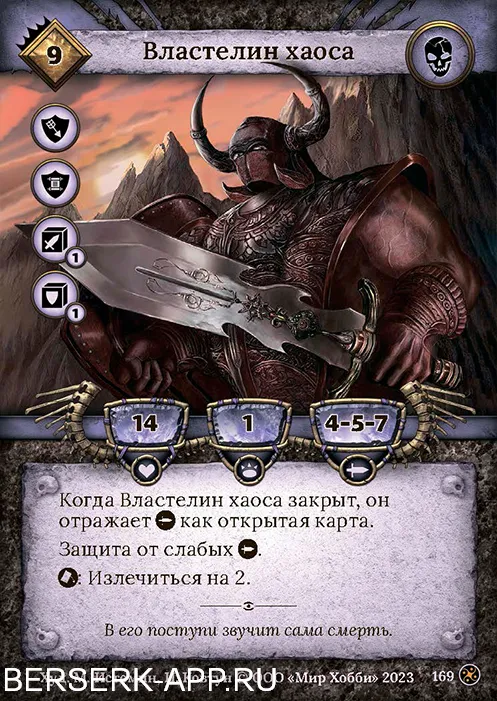 9
Властелин хаоса
1
1
14
1
4-5-7
Когда Властелин хаоса закрыт, он
отражает как открытая карта.
Защита от слабых .
: Излечиться на 2.
В его поступи звучит сама смерть.
© ООО «Мир Хобби» 2023
169
BERSERK-APP.RU